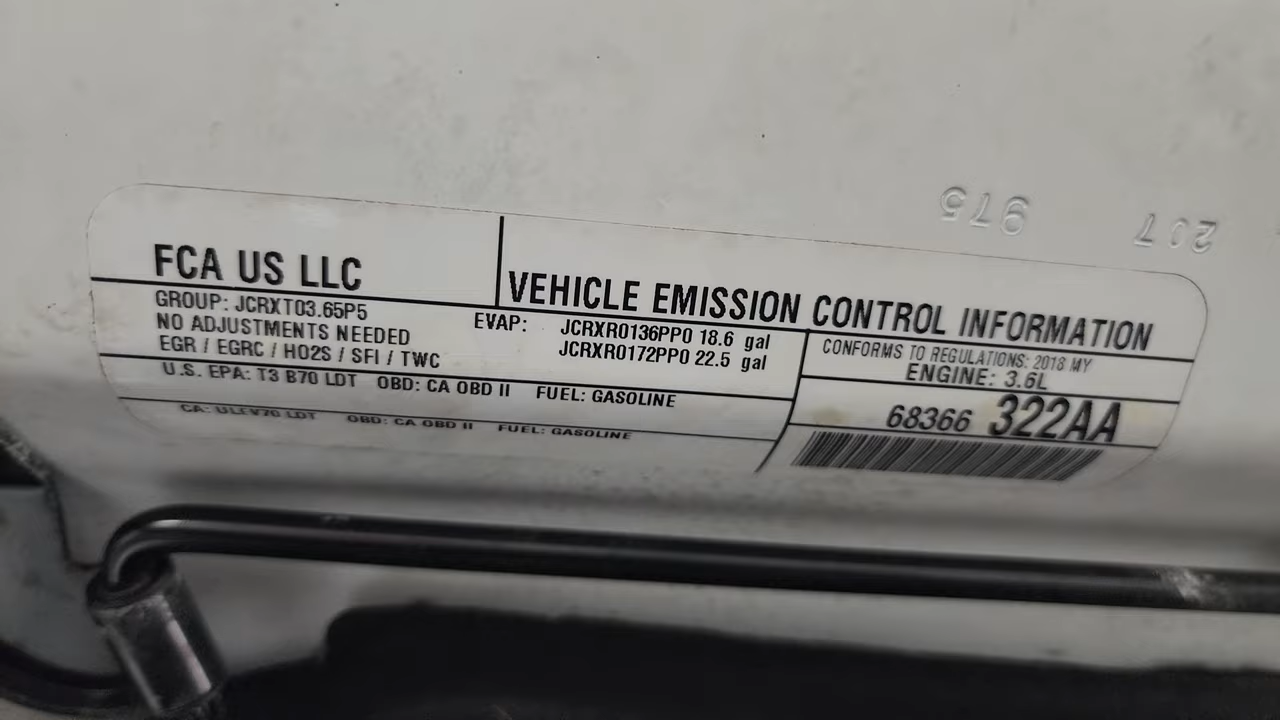 975 207
FCA US LLC
VEHICLE EMISSION CONTROL INFORMATION
GROUP: JCRXT03.65P5
NO ADJUSTMENTS NEEDED
EGR / EGRC / HO2S / SFI / TWC
EVAP: JCRXR0136PP0 18.6 gal
JCRXR0172PP0 22.5 gal
CONFORMS TO REGULATIONS: 2018 MY
ENGINE: 3.6L
U.S. EPA: T3 B70 LDT OBD: CA OBD II FUEL: GASOLINE
CA: ULEV70 LDT OBD: CA OBD II FUEL: GASOLINE
68366 322AA